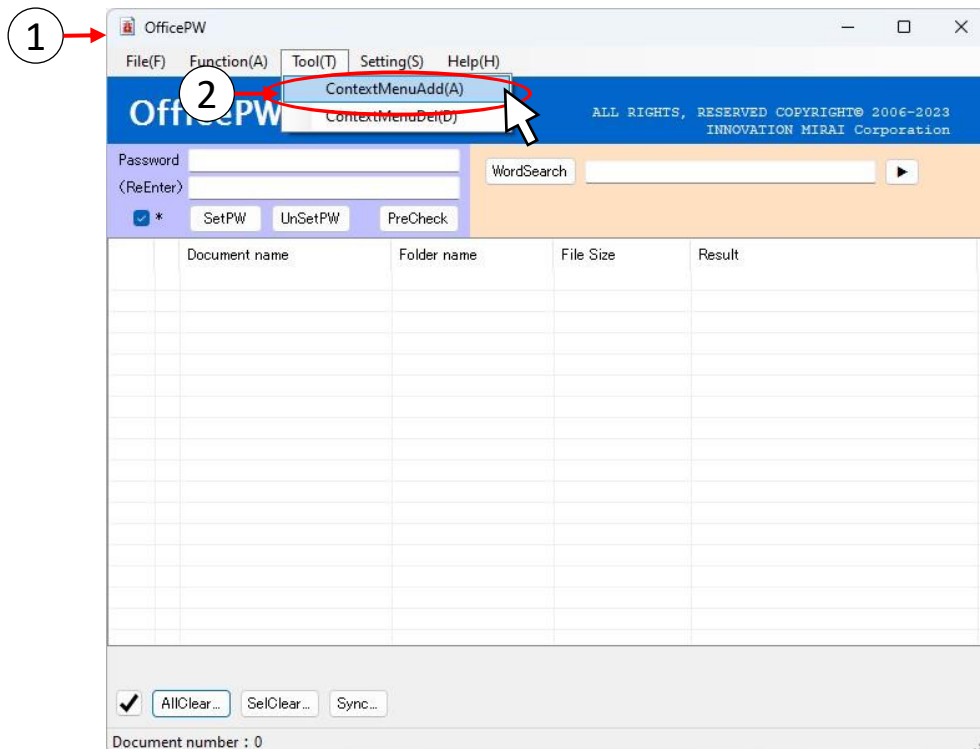 1
OfficePW
File(F) Function(A) Tool(T) Setting(S) Help(H)
2
ContextMenuAdd(A)
ContextMenuDel(D)
OfficePW
ALL RIGHTS, RESERVED COPYRIGHT© 2006-2023
INNOVATION MIRAI Corporation
Password
(ReEnter)
WordSearch
* SetPW UnSetPW PreCheck
Document name Folder name File Size Result
AllClear... SelClear... Sync...
Document number : 0